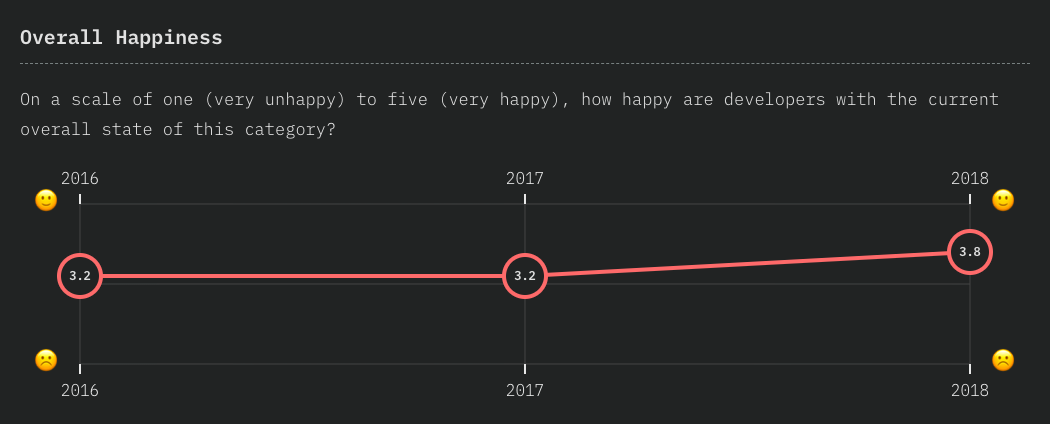 Overall Happiness
On a scale of one (very unhappy) to five (very happy), how happy are developers with the current
overall state of this category?
2016 2017 2018
3.2 3.2 3.8
2016 2017 2018